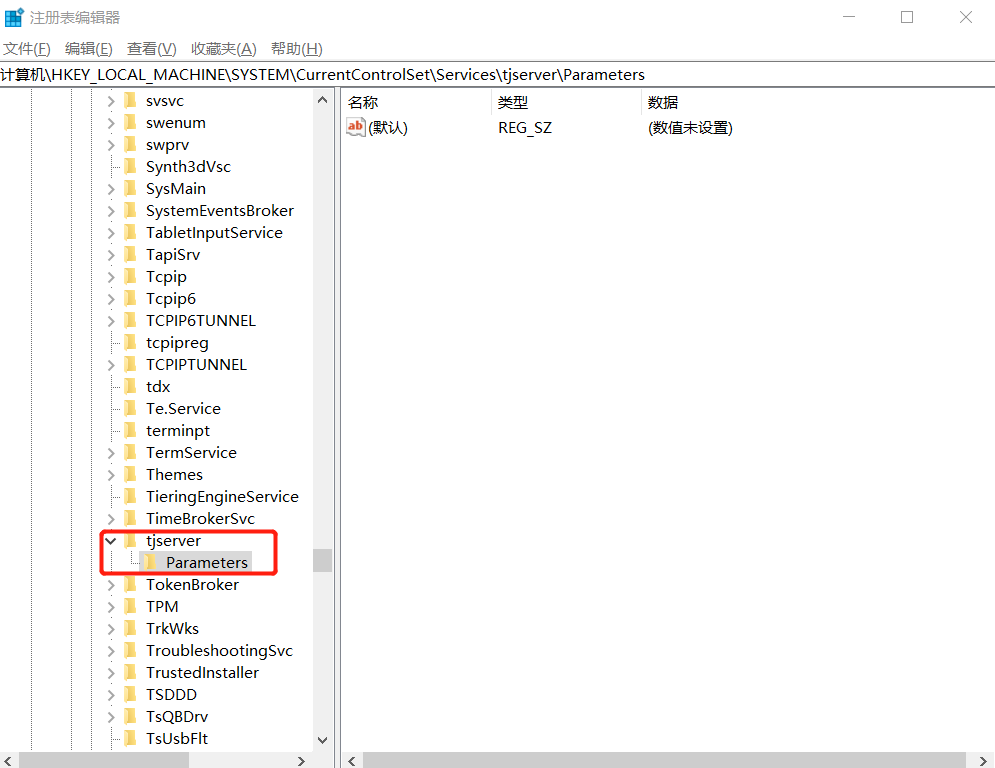 注册表编辑器
文件(F) 编辑(E) 查看(V) 收藏夹(A) 帮助(H)
计算机\HKEY_LOCAL_MACHINE\SYSTEM\CurrentControlSet\Services\tjserver\Parameters
svsvc
swenum
swprv
Synth3dVsc
SysMain
SystemEventsBroker
TabletInputService
TapiSrv
Tcpip
Tcpip6
TCPIP6TUNNEL
tcpipreg
TCPIPTUNNEL
tdx
Te.Service
terminpt
TermService
Themes
TieringEngineService
TimeBrokerSvc
tjserver
Parameters
TokenBroker
TPM
TrkWks
TroubleshootingSvc
TrustedInstaller
TSDDD
TsQBDrv
TsUsbFlt
名称 类型 数据
ab (默认) REG_SZ (数值未设置)